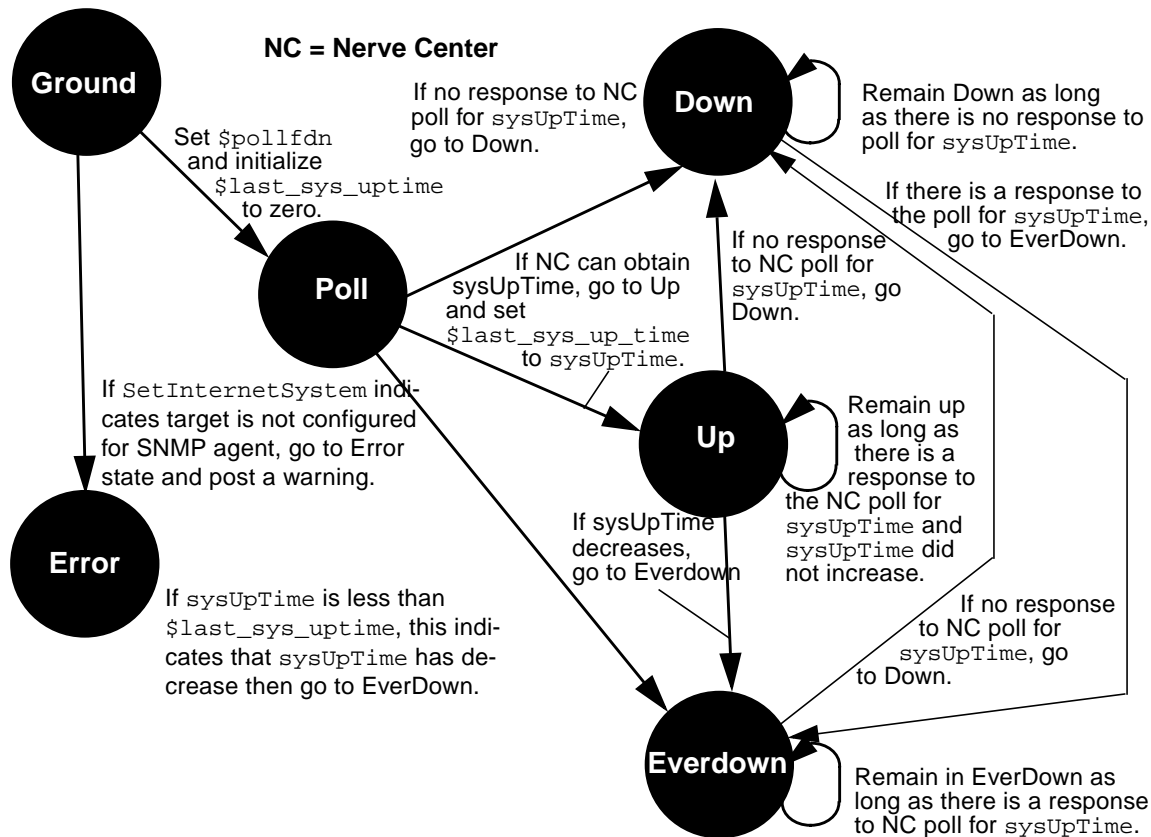 NC = Nerve Center
Ground
Set $pollfdn
and initialize
$last_sys_uptime
to zero.
If no response to NC
poll for sysUpTime,
go to Down.
Down
Remain Down as long
as there is no response to
poll for sysUpTime.
If there is a response to
the poll for sysUpTime,
go to EverDown.
Poll
If NC can obtain
sysUpTime, go to Up
and set
$last_sys_up_time
to sysUpTime.
If no response
to NC poll for
sysUpTime, go
Down.
If SetInternetSystem indi-
cates target is not configured
for SNMP agent, go to Error
state and post a warning.
Up
Remain up
as long as
there is a
response to
the NC poll for
sysUpTime and
sysUpTime did
not increase.
Error
If sysUpTime
decreases,
go to Everdown
If sysUpTime is less than
$last_sys_uptime, this indi-
cates that sysUpTime has de-
crease then go to EverDown.
If no response
to NC poll for
sysUpTime, go
to Down.
Everdown
Remain in EverDown as
long as there is a response
to NC poll for sysUpTime.